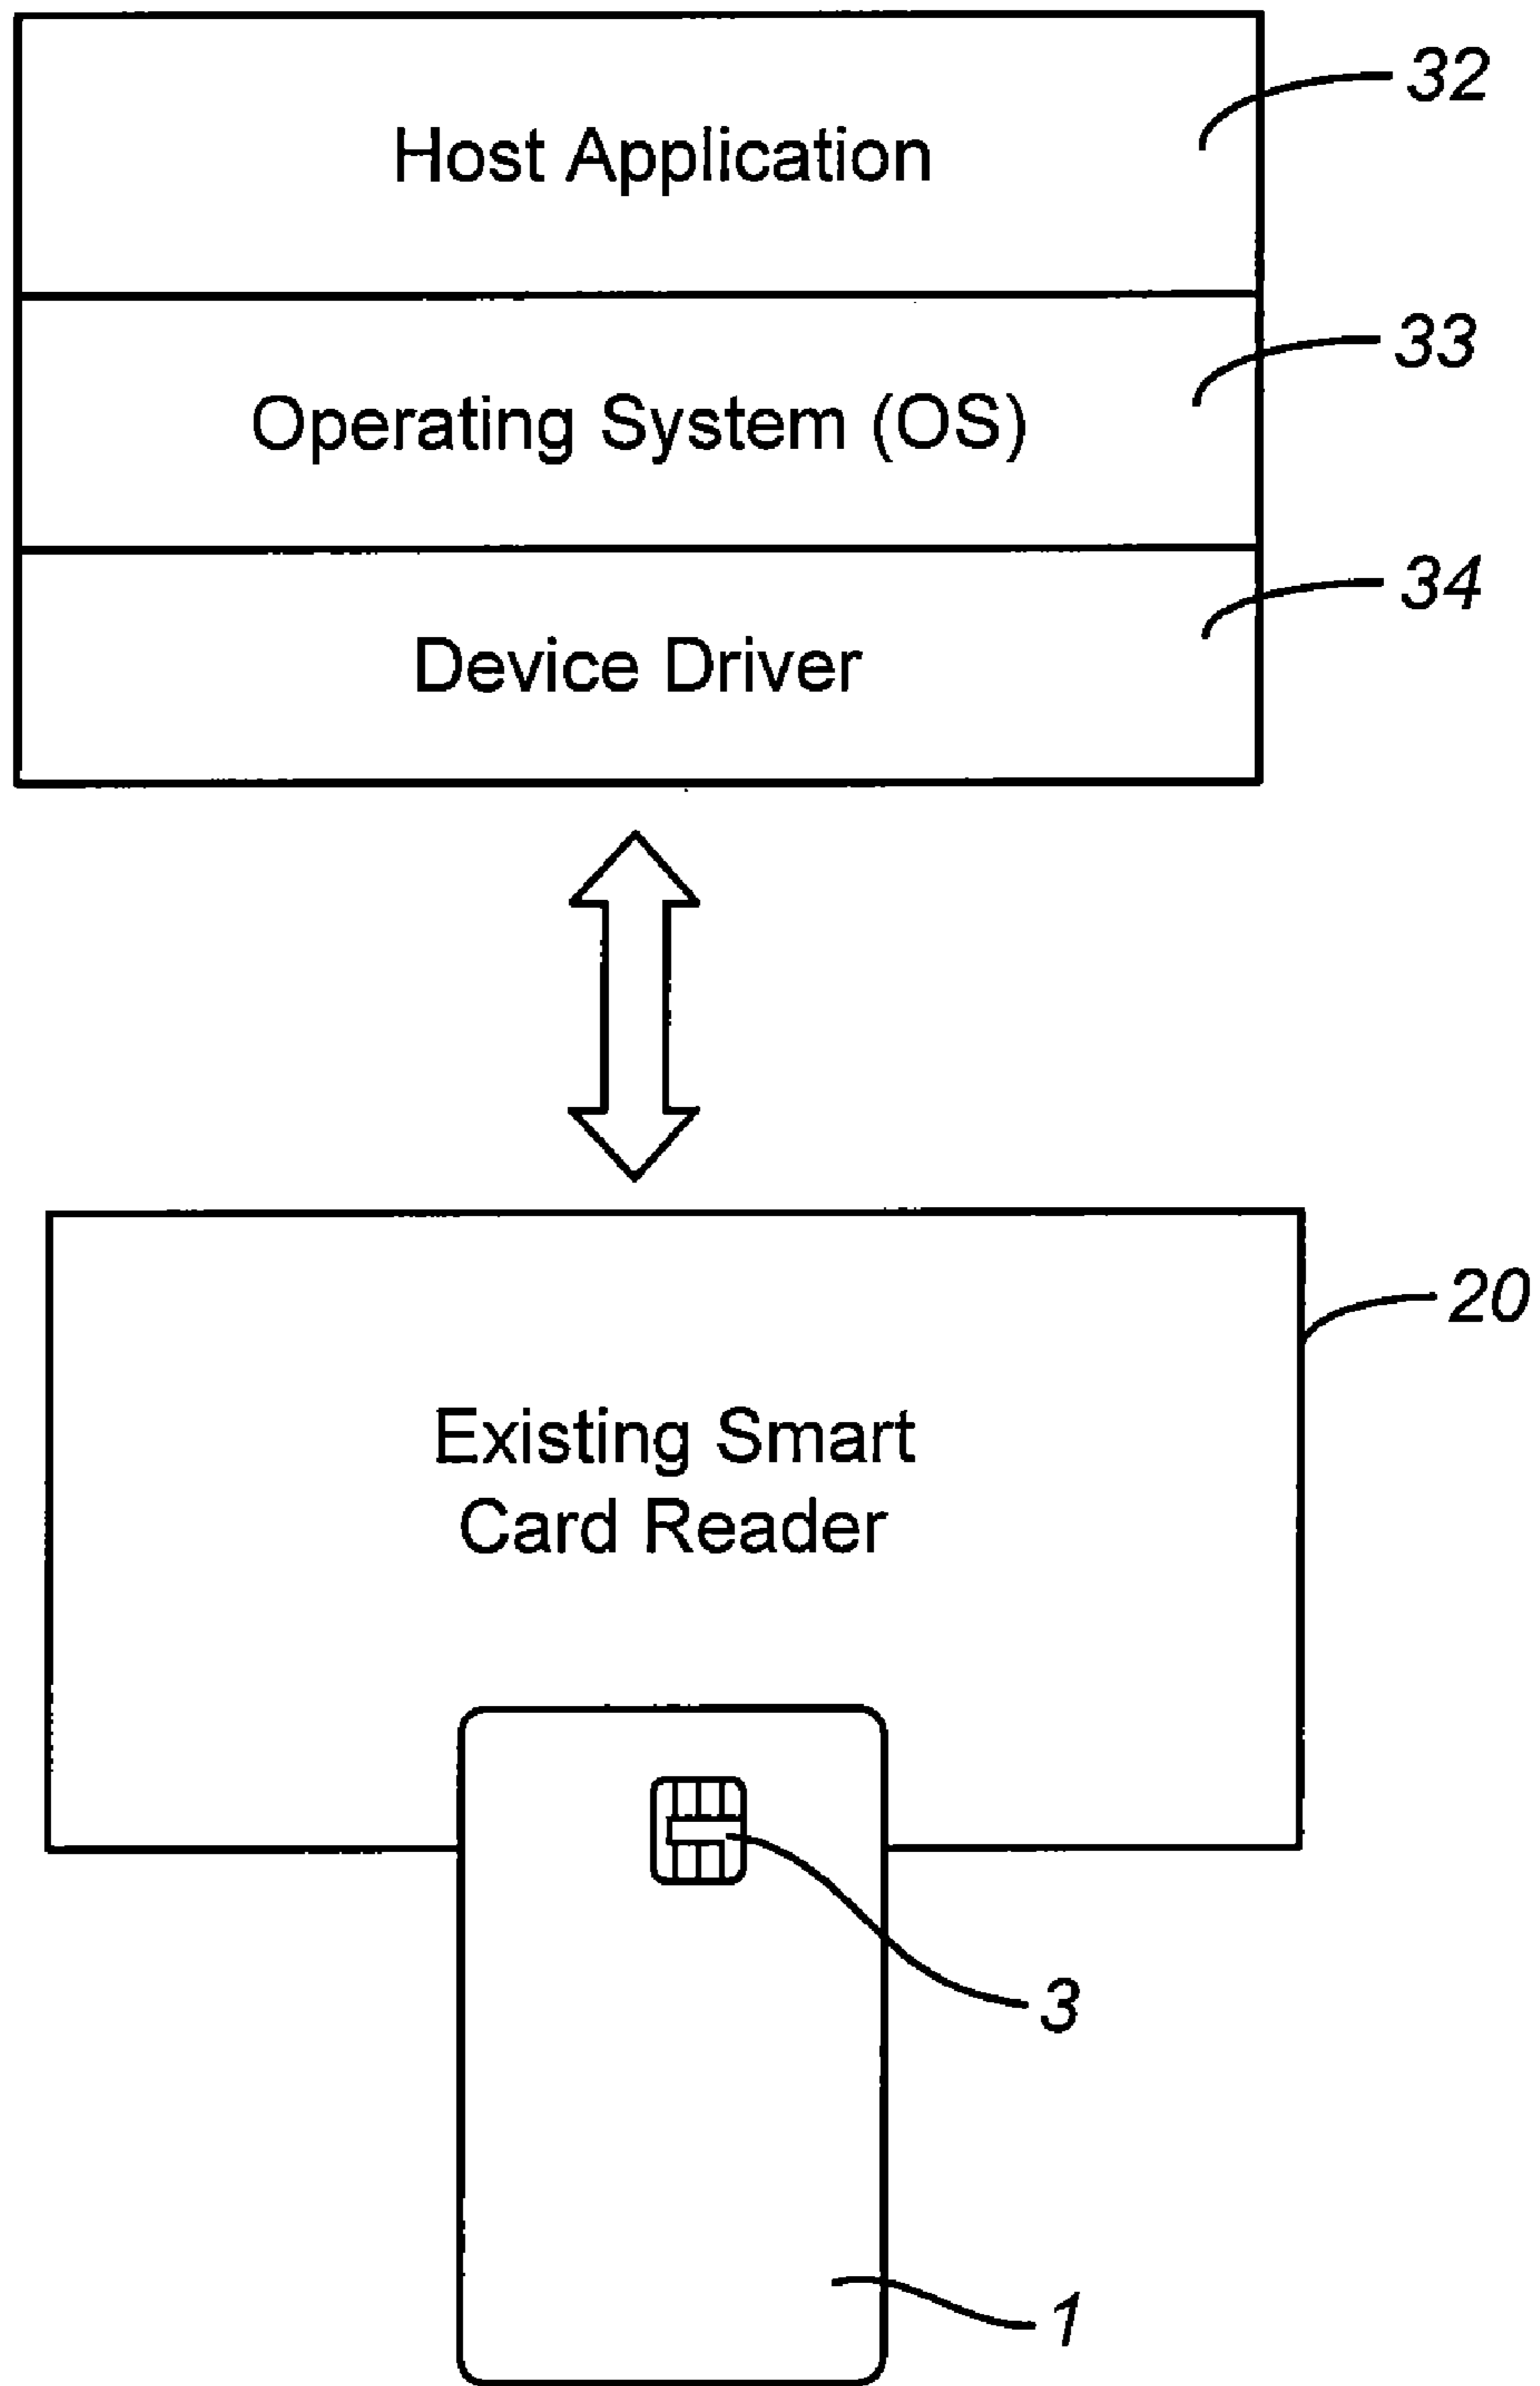 32
Host Application
33
Operating System (OS)
34
Device Driver
20
Existing Smart
Card Reader
3
1